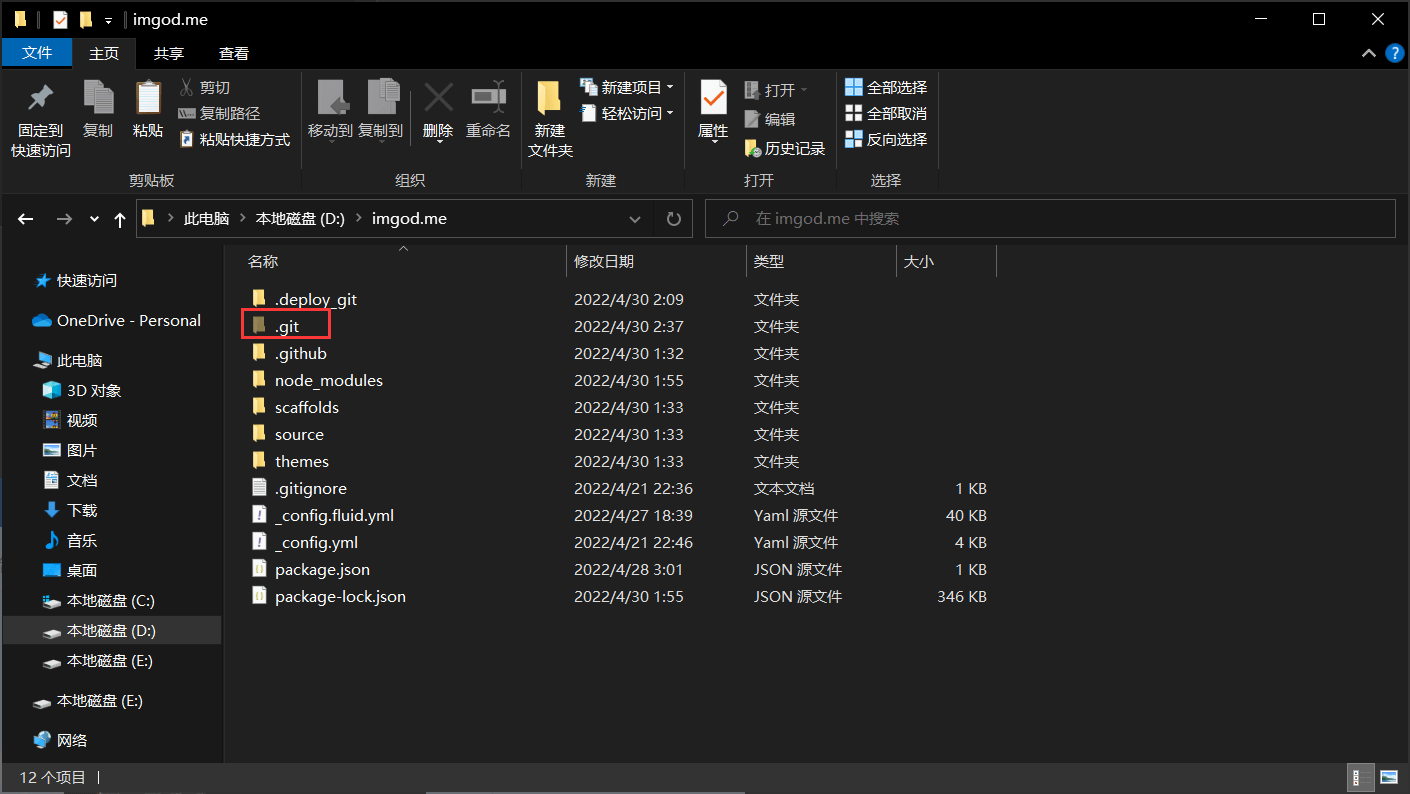 imgod.me
文件 主页 共享 查看
固定到快速访问
复制
粘贴
剪切
复制路径
粘贴快捷方式
剪贴板
移动到
复制到
删除
重命名
组织
新建文件夹
新建项目
轻松访问
新建
属性
打开
编辑
历史记录
打开
全部选择
全部取消
反向选择
选择
此电脑 本地磁盘 (D:) imgod.me
在 imgod.me 中搜索
快速访问
OneDrive - Personal
此电脑
3D 对象
视频
图片
文档
下载
音乐
桌面
本地磁盘 (C:)
本地磁盘 (D:)
本地磁盘 (E:)
本地磁盘 (E:)
网络
名称 修改日期 类型 大小
.deploy_git 2022/4/30 2:09 文件夹
.git 2022/4/30 2:37 文件夹
.github 2022/4/30 1:32 文件夹
node_modules 2022/4/30 1:55 文件夹
scaffolds 2022/4/30 1:33 文件夹
source 2022/4/30 1:33 文件夹
themes 2022/4/30 1:33 文件夹
.gitignore 2022/4/21 22:36 文本文档 1 KB
_config.fluid.yml 2022/4/27 18:39 Yaml 源文件 40 KB
_config.yml 2022/4/21 22:46 Yaml 源文件 4 KB
package.json 2022/4/28 3:01 JSON 源文件 1 KB
package-lock.json 2022/4/30 1:55 JSON 源文件 346 KB
12 个项目